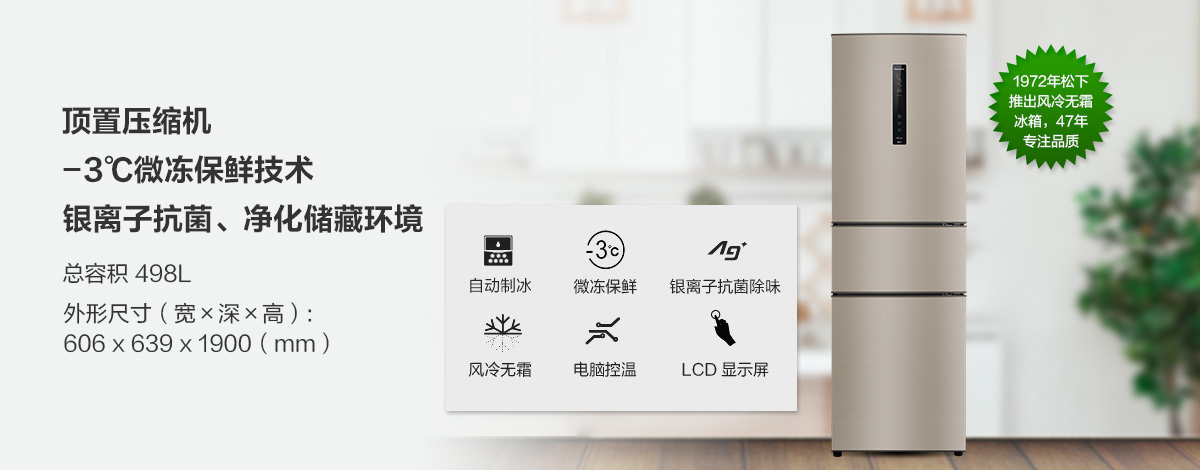 顶置压缩机
-3℃微冻保鲜技术
银离子抗菌、净化储藏环境
总容积 498L
外形尺寸（宽×深×高）:
606 x 639 x 1900（mm）
-3℃
Ag+
自动制冰
微冻保鲜
银离子抗菌除味
风冷无霜
电脑控温
LCD 显示屏
1972年松下
推出风冷无霜
冰箱，47年
专注品质